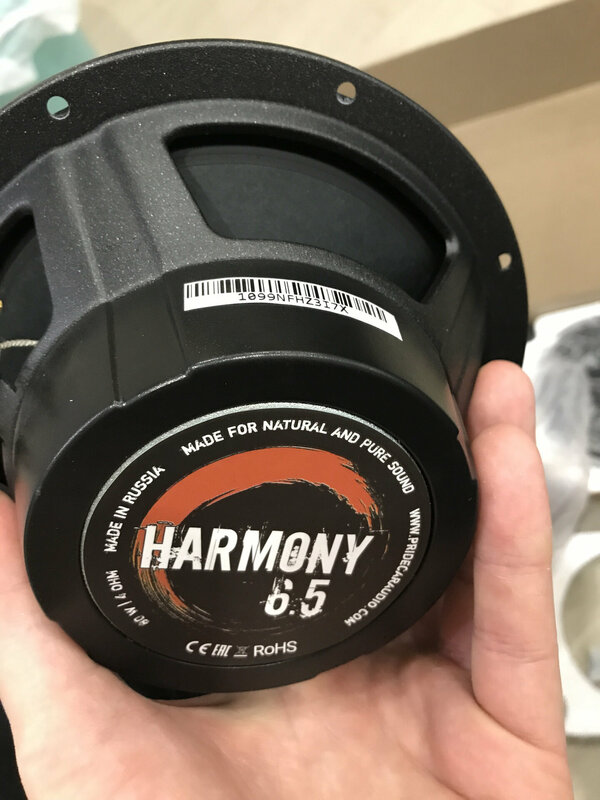 1099NFHZ3I7X
MADE FOR NATURAL AND PURE SOUND
MADE IN RUSSIA
WWW.PRIDECARAUDIO.COM
HARMONY
6.5
80 W | 4 OHM
CE EAC RoHS